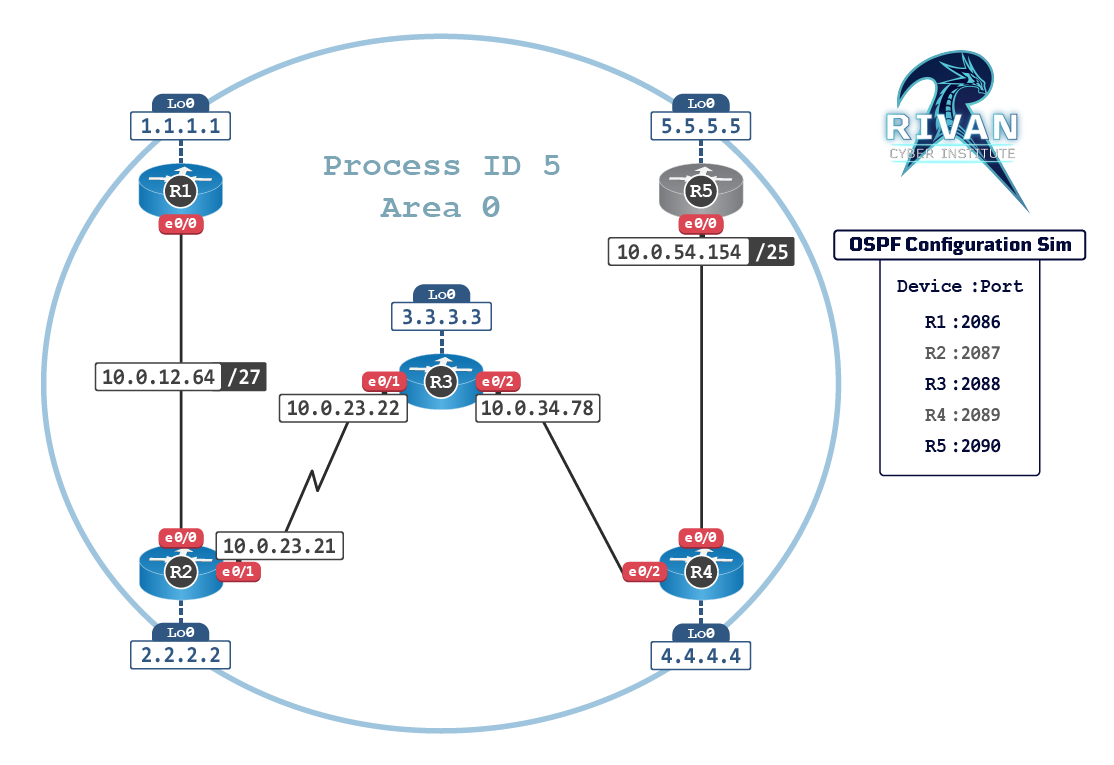 Lo0
1.1.1.1
R1
e0/0
Process ID 5
Area 0
Lo0
5.5.5.5
R5
e0/0
10.0.54.154 /25
RIVAN
CYBER INSTITUTE
OSPF Configuration Sim
Device :Port
R1 :2086
R2 :2087
R3 :2088
R4 :2089
R5 :2090
Lo0
3.3.3.3
e0/1
R3
e0/2
10.0.12.64 /27
10.0.23.22
10.0.34.78
e0/0
10.0.23.21
R2
e0/1
Lo0
2.2.2.2
e0/0
e0/2
R4
Lo0
4.4.4.4